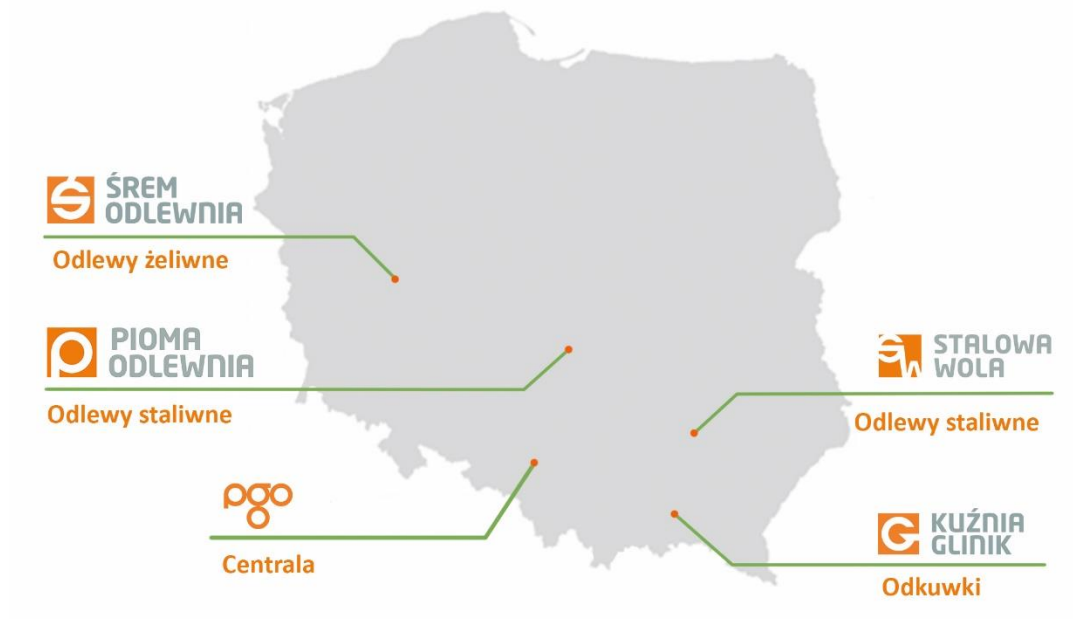 ŚREM
ODLEWNIA
Odlewy żeliwne
PIOMA
ODLEWNIA
Odlewy staliwne
STALOWA
WOLA
Odlewy staliwne
pgo
Centrala
KUŹNIA
GLINIK
Odkuwki